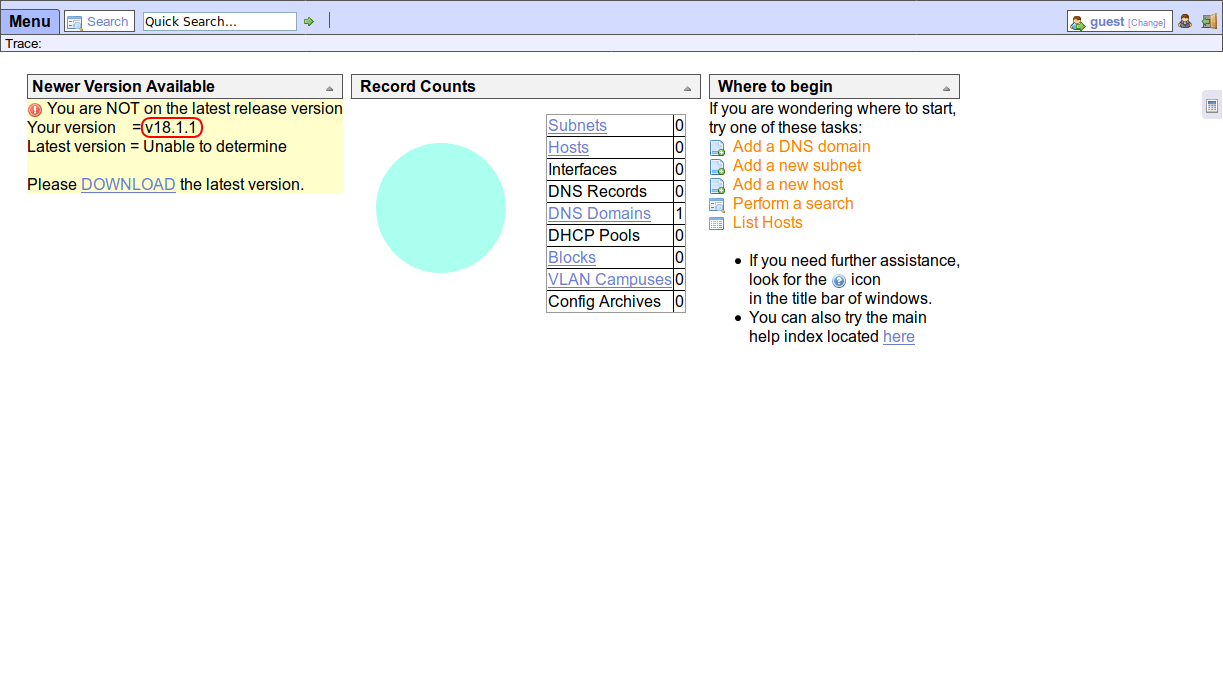 Menu Search Quick Search... guest [Change]
Trace:
Newer Version Available
You are NOT on the latest release version
Your version = v18.1.1
Latest version = Unable to determine
Please DOWNLOAD the latest version.
Record Counts
Subnets 0
Hosts 0
Interfaces 0
DNS Records 0
DNS Domains 1
DHCP Pools 0
Blocks 0
VLAN Campuses 0
Config Archives 0
Where to begin
If you are wondering where to start,
try one of these tasks:
Add a DNS domain
Add a new subnet
Add a new host
Perform a search
List Hosts
• If you need further assistance,
look for the ? icon
in the title bar of windows.
• You can also try the main
help index located here